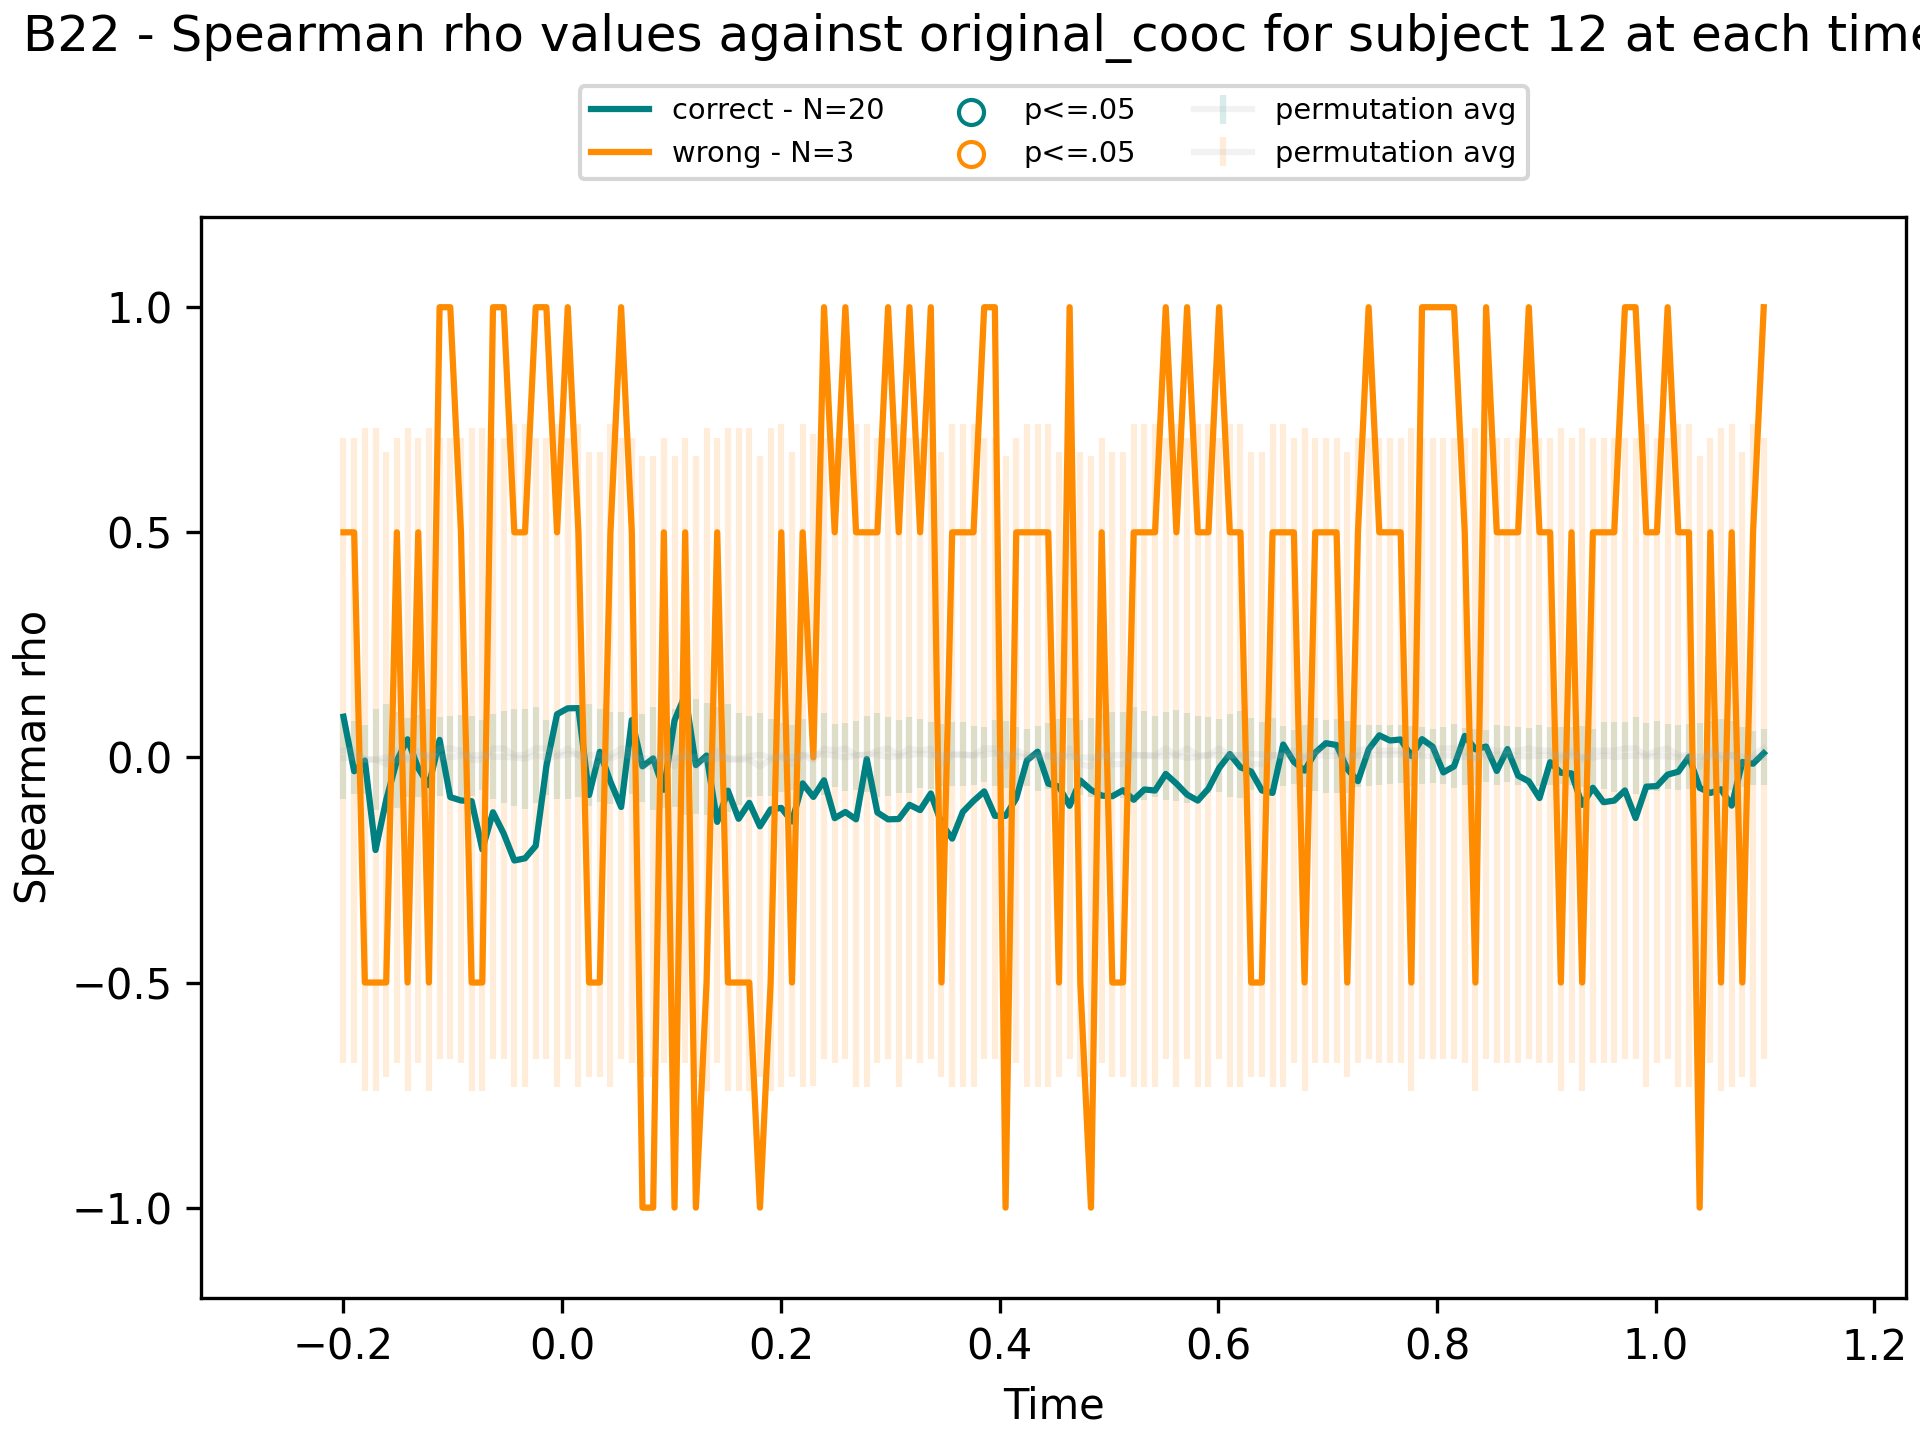 B22 - Spearman rho values against original_cooc for subject 12 at each time
correct - N=20
wrong - N=3
p<=.05
p<=.05
permutation avg
permutation avg
1.0
0.5
0.0
−0.5
−1.0
Spearman rho
−0.2 0.0 0.2 0.4 0.6 0.8 1.0 1.2
Time